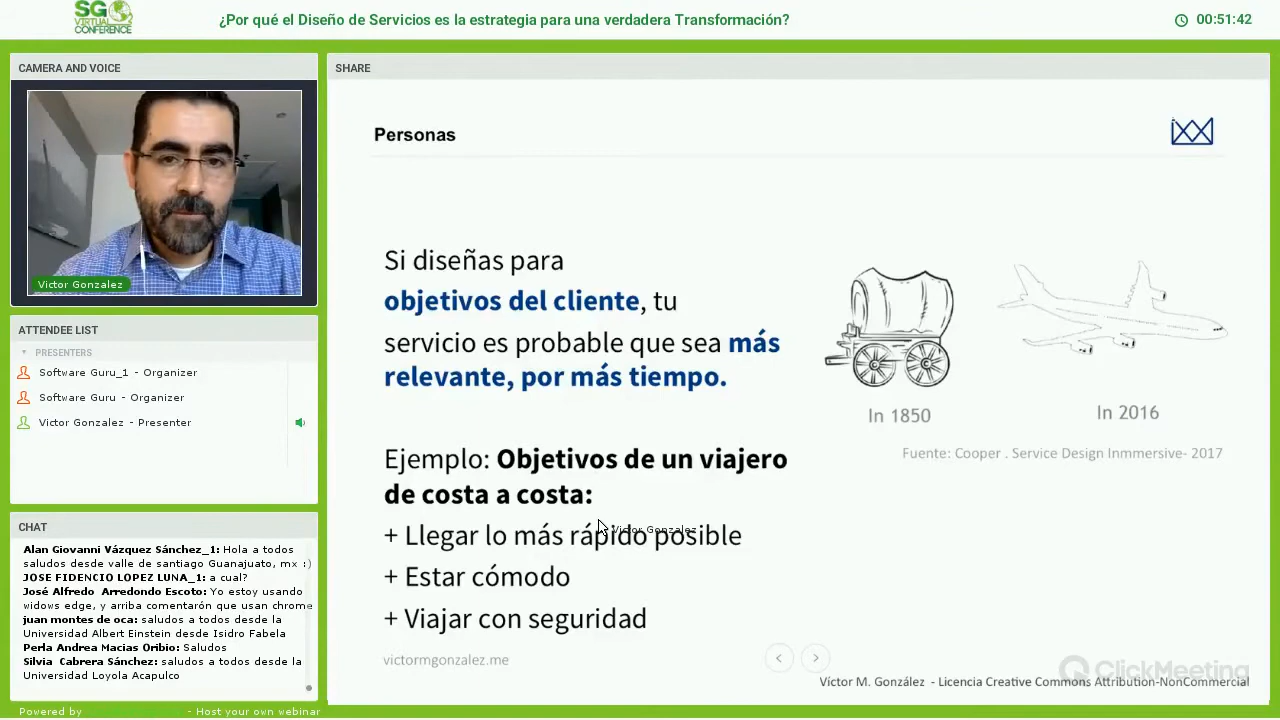 SG
VIRTUAL
CONFERENCE
¿Por qué el Diseño de Servicios es la estrategia para una verdadera Transformación?
00:51:42
CAMERA AND VOICE
Victor Gonzalez
ATTENDEE LIST
PRESENTERS
Software Guru_1 - Organizer
Software Guru - Organizer
Victor Gonzalez - Presenter
CHAT
Alan Giovanni Vázquez Sánchez_1: Hola a todos
saludos desde valle de santiago Guanajuato, mx :)
JOSE FIDENCIO LOPEZ LUNA_1: a cual?
José Alfredo Arredondo Escoto: Yo estoy usando
widows edge, y arriba comentarón que usan chrome
juan montes de oca: saludos a todos desde la
Universidad Albert Einstein desde Isidro Fabela
Perla Andrea Macias Oribio: Saludos
Silvia Cabrera Sánchez: saludos a todos desde la
Universidad Loyola Acapulco
Powered by - Host your own webinar
SHARE
Personas
Si diseñas para
objetivos del cliente, tu
servicio es probable que sea más
relevante, por más tiempo.
In 1850
In 2016
Fuente: Cooper . Service Design Inmmersive- 2017
Ejemplo: Objetivos de un viajero
de costa a costa:
Victor Gonzalez
+ Llegar lo más rápido posible
+ Estar cómodo
+ Viajar con seguridad
victormgonzalez.me
ClickMeeting
Víctor M. González - Licencia Creative Commons Attribution-NonCommercial